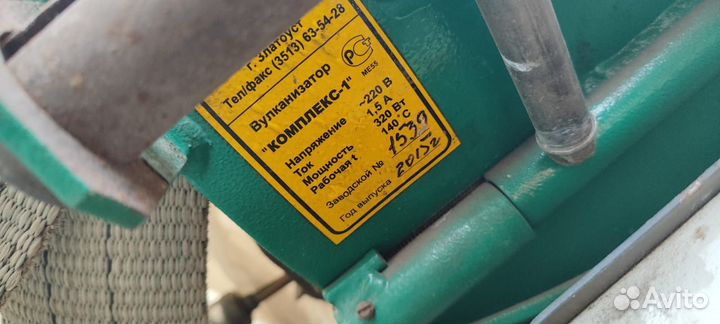 г. Златоуст
Тел/факс (3513) 63-54-28
Вулканизатор
"КОМПЛЕКС-1"
МЕ55
Напряжение ~220 В
Ток 1,5 А
Мощность 320 Вт
Рабочая t 140 °С
Заводской № 1539
Год выпуска 2015г
Avito